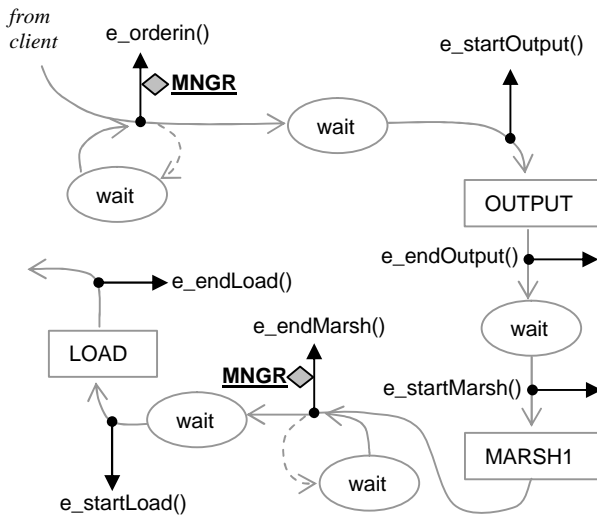 from
client
e_orderin()
MNGR
wait
wait
e_startOutput()
OUTPUT
e_endOutput()
wait
e_startMarsh()
MARSH1
e_endMarsh()
MNGR
wait
wait
e_startLoad()
LOAD
e_endLoad()